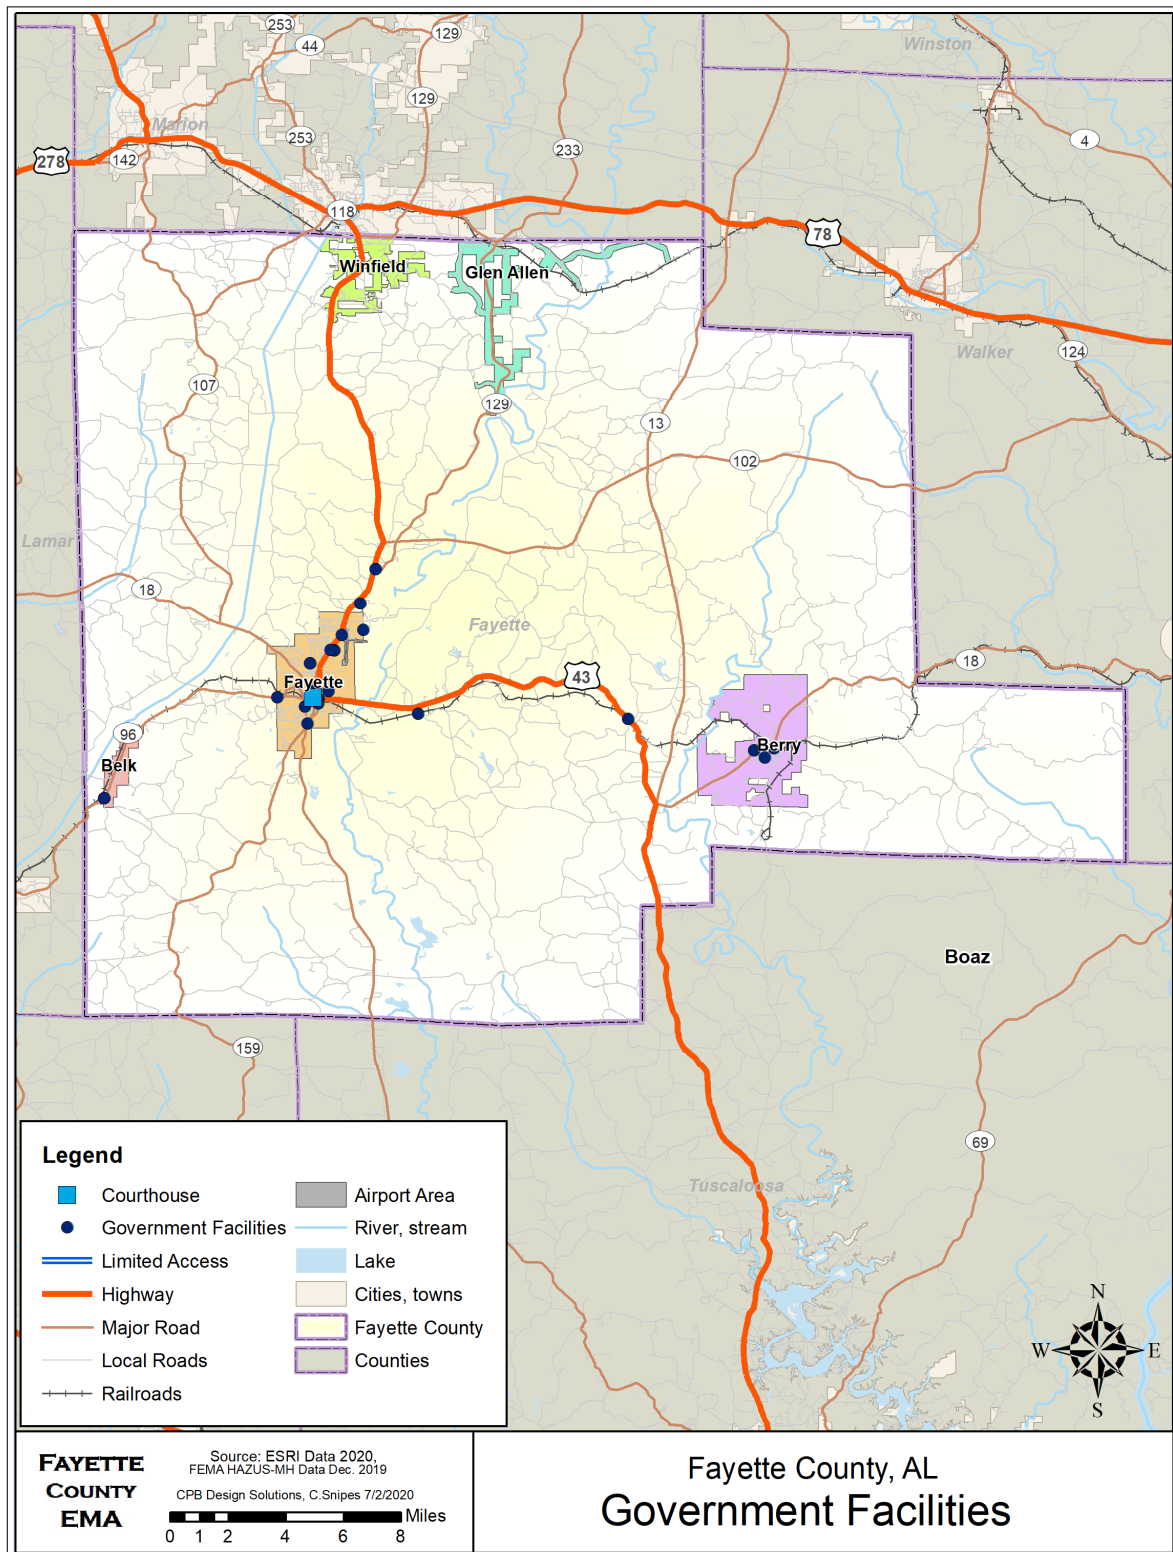 253
44
129
Winston
129
Marion
253
278
142
233
4
118
78
Winfield
Glen Allen
Walker
124
107
129
13
102
Lamar
18
Fayette
18
43
Fayette
96
Berry
Belk
Boaz
159
69
Tuscaloosa
Legend
Courthouse
Government Facilities
Limited Access
Highway
Major Road
Local Roads
Railroads
Airport Area
River, stream
Lake
Cities, towns
Fayette County
Counties
N
W
E
S
FAYETTE
COUNTY
EMA
Source: ESRI Data 2020,
FEMA HAZUS-MH Data Dec. 2019
CPB Design Solutions, C.Snipes 7/2/2020
Miles
0 1 2 4 6 8
Fayette County, AL
Government Facilities